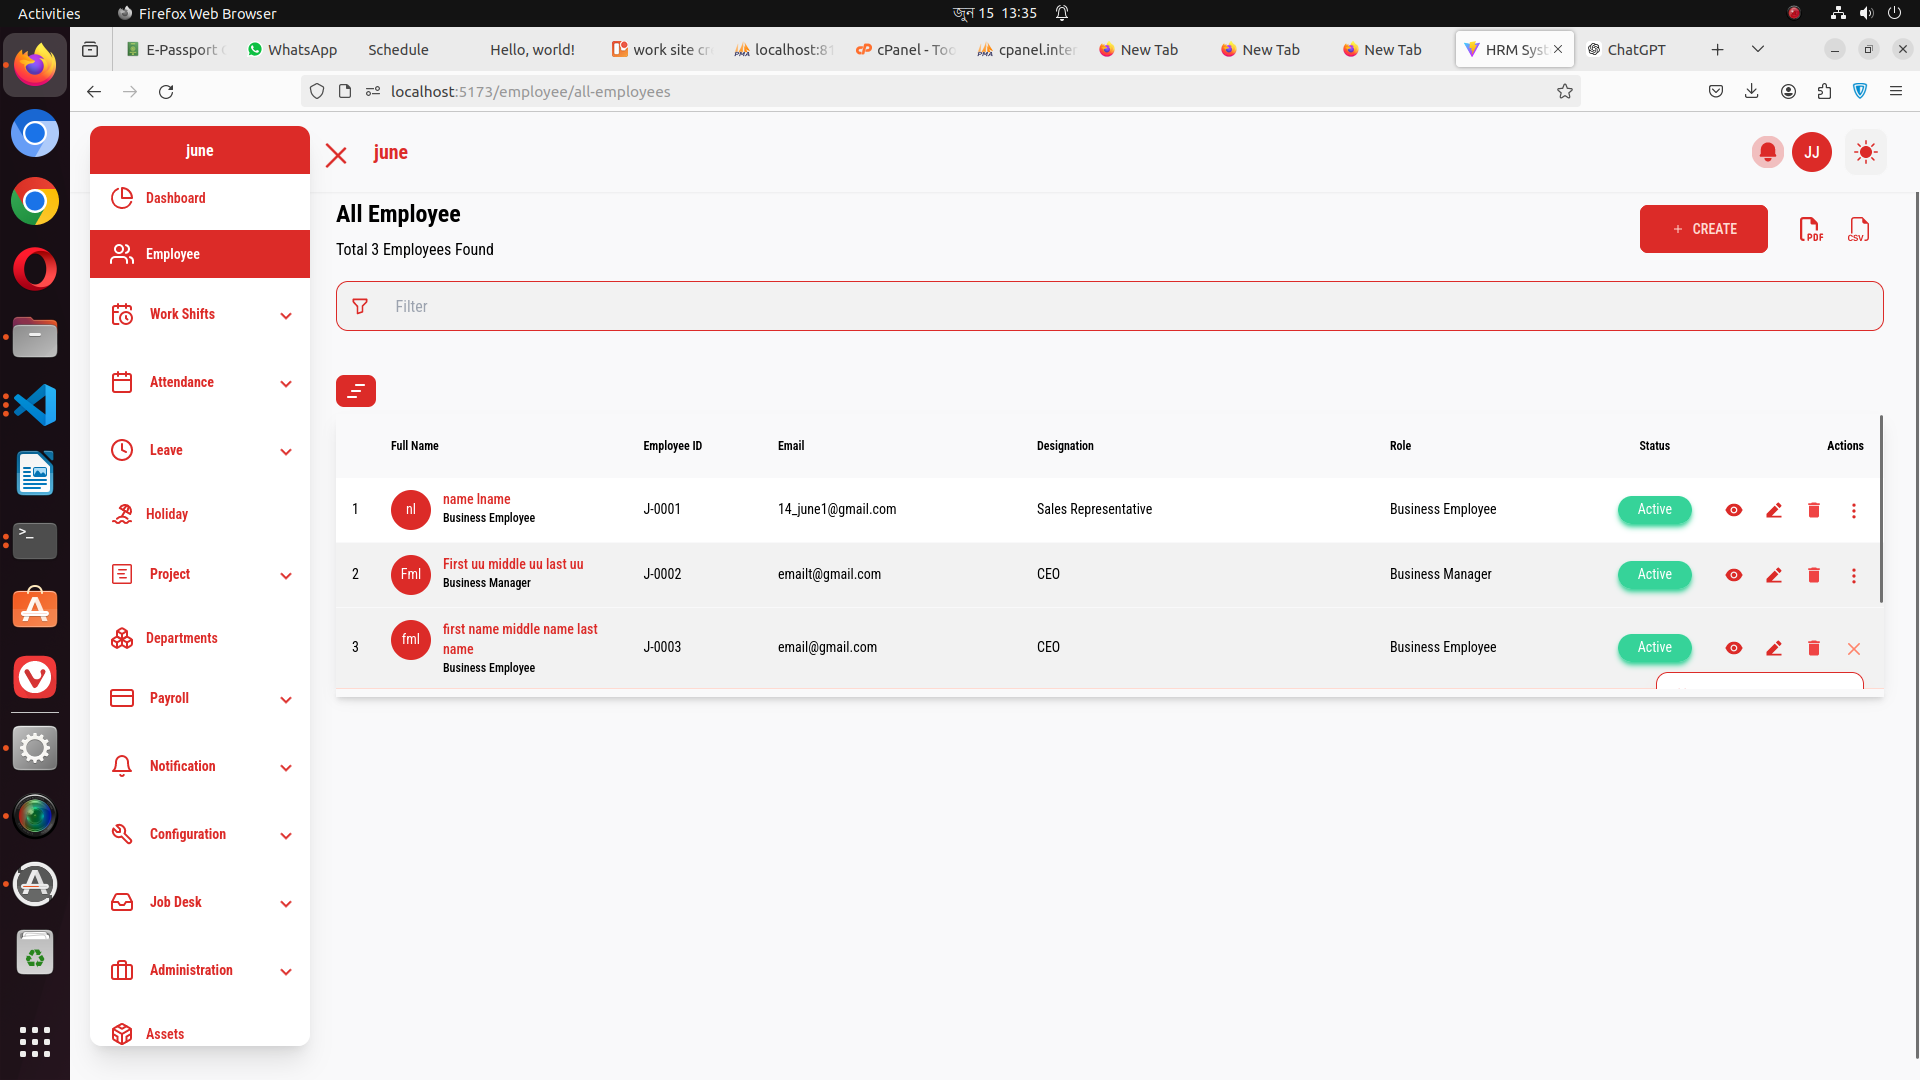 Activities
Firefox Web Browser
जुन 15 13:35
E-Passport
WhatsApp
Schedule
Hello, world!
work site cr
localhost:81
cPanel - Too
cpanel.inter
New Tab
New Tab
New Tab
HRM Syst
ChatGPT
localhost:5173/employee/all-employees
june
june
JJ
Dashboard
Employee
Work Shifts
Attendance
Leave
Holiday
Project
Departments
Payroll
Notification
Configuration
Job Desk
Administration
Assets
All Employee
Total 3 Employees Found
+ CREATE
PDF
CSV
Filter
Full Name Employee ID Email Designation Role Status Actions
1 nl name lname J-0001 14_june1@gmail.com Sales Representative Business Employee Active
Business Employee
2 Fml First uu middle uu last uu J-0002 emailt@gmail.com CEO Business Manager Active
Business Manager
3 fml first name middle name last name J-0003 email@gmail.com CEO Business Employee Active
Business Employee